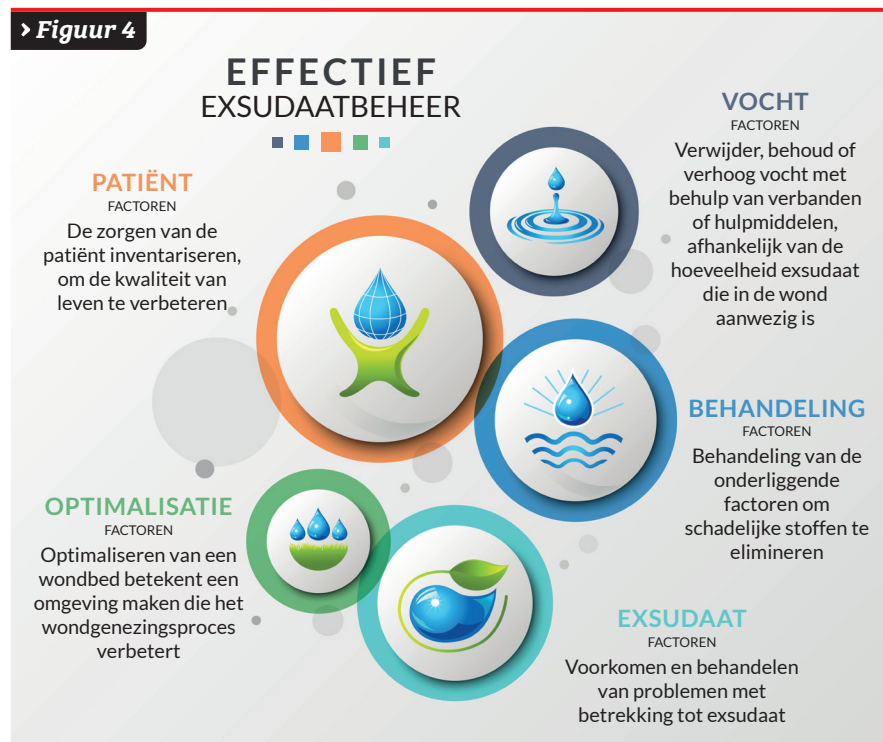 › Figuur 4
EFFECTIEF
EXSUDAATBEHEER
PATIËNT
FACTOREN
De zorgen van de
patiënt inventariseren,
om de kwaliteit van
leven te verbeteren
VOCHT
FACTOREN
Verwijder, behoud of
verhoog vocht met
behulp van verbanden
of hulpmiddelen,
afhankelijk van de
hoeveelheid exsudaat
die in de wond
aanwezig is
BEHANDELING
FACTOREN
Behandeling van de
onderliggende
factoren om
schadelijke stoffen te
elimineren
OPTIMALISATIE
FACTOREN
Optimaliseren van een
wondbed betekent een
omgeving maken die het
wondgenezingsproces
verbetert
EXSUDAAT
FACTOREN
Voorkomen en behandelen
van problemen met
betrekking tot exsudaat